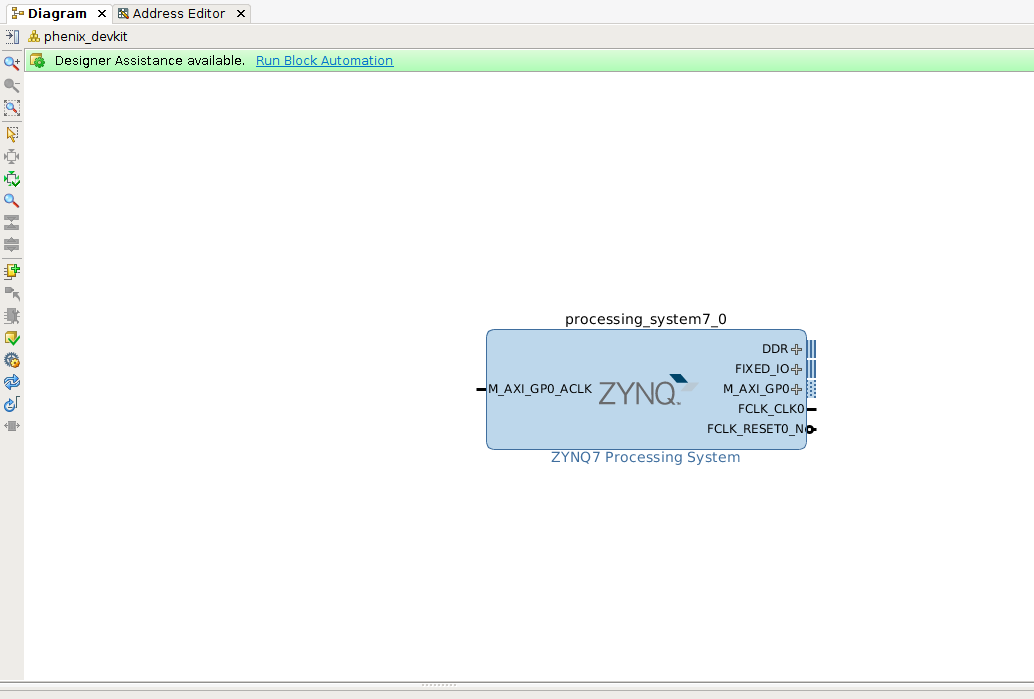 Diagram × Address Editor ×
phenix_devkit
Designer Assistance available. Run Block Automation
processing_system7_0
DDR
FIXED_IO
M_AXI_GP0_ACLK ZYNQ M_AXI_GP0
FCLK_CLK0
FCLK_RESET0_N
ZYNQ7 Processing System